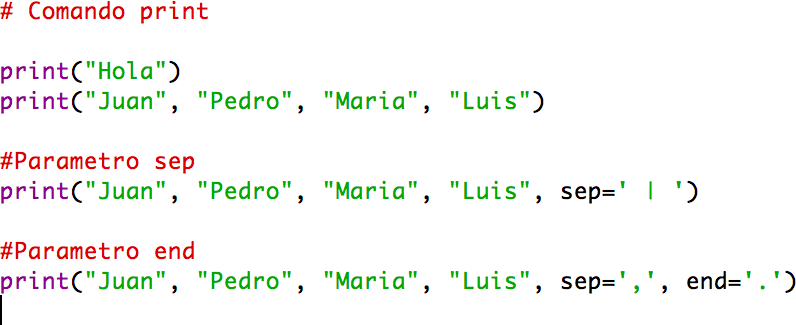 # Comando print
print("Hola")
print("Juan", "Pedro", "Maria", "Luis")
#Parametro sep
print("Juan", "Pedro", "Maria", "Luis", sep=' | ')
#Parametro end
print("Juan", "Pedro", "Maria", "Luis", sep=',', end='.')